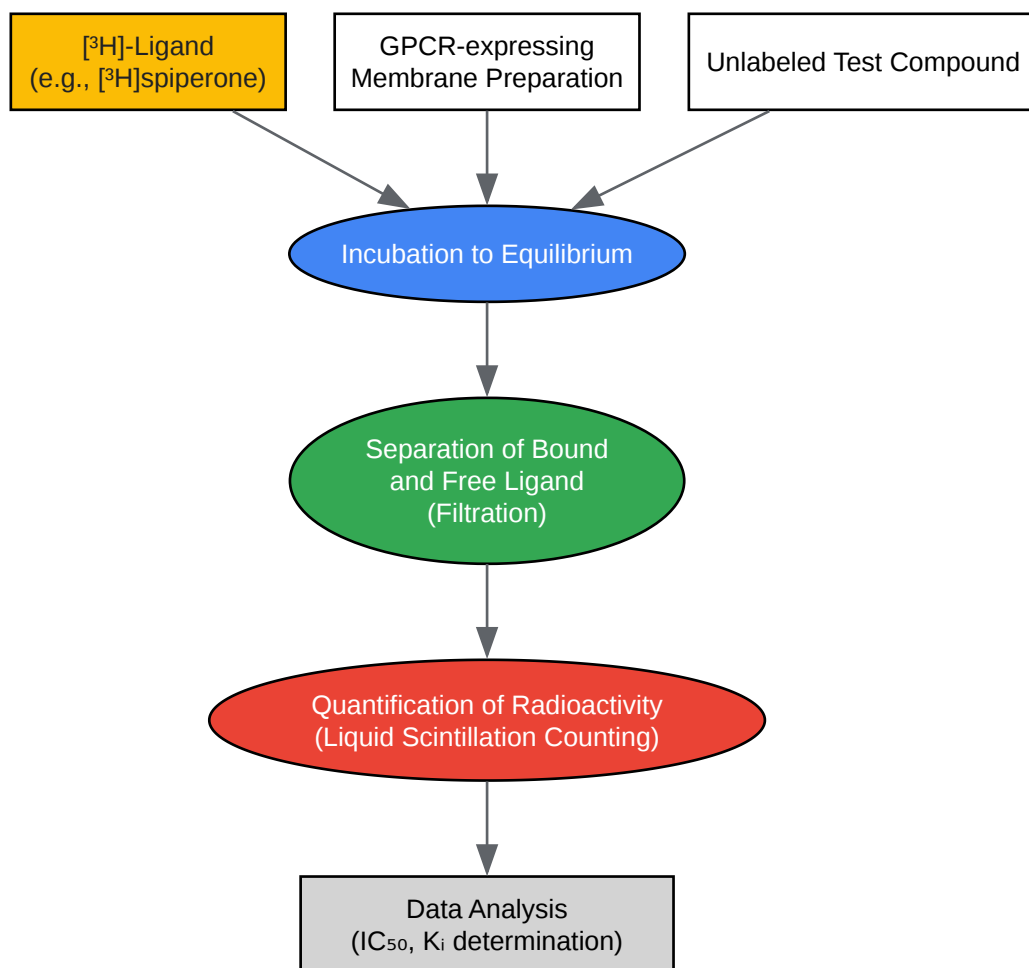 [³H]-Ligand
(e.g., [³H]spiperone)
GPCR-expressing
Membrane Preparation
Unlabeled Test Compound
Incubation to Equilibrium
Separation of Bound
and Free Ligand
(Filtration)
Quantification of Radioactivity
(Liquid Scintillation Counting)
Data Analysis
(IC₅₀, Kᵢ determination)